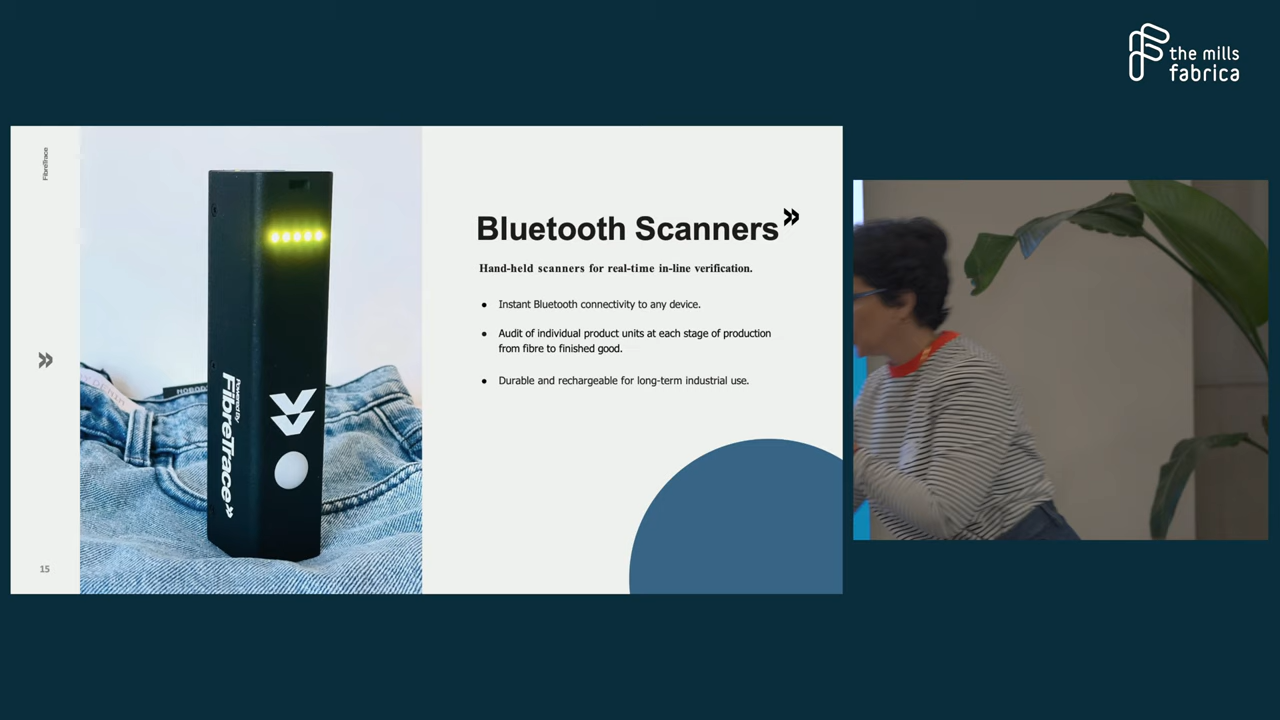 the mills
fabrica
FibreTrace
Bluetooth Scanners
Hand-held scanners for real-time in-line verification.
Instant Bluetooth connectivity to any device.
Audit of individual product units at each stage of production
from fibre to finished good.
Durable and rechargeable for long-term industrial use.
Powered By
FibreTrace
15